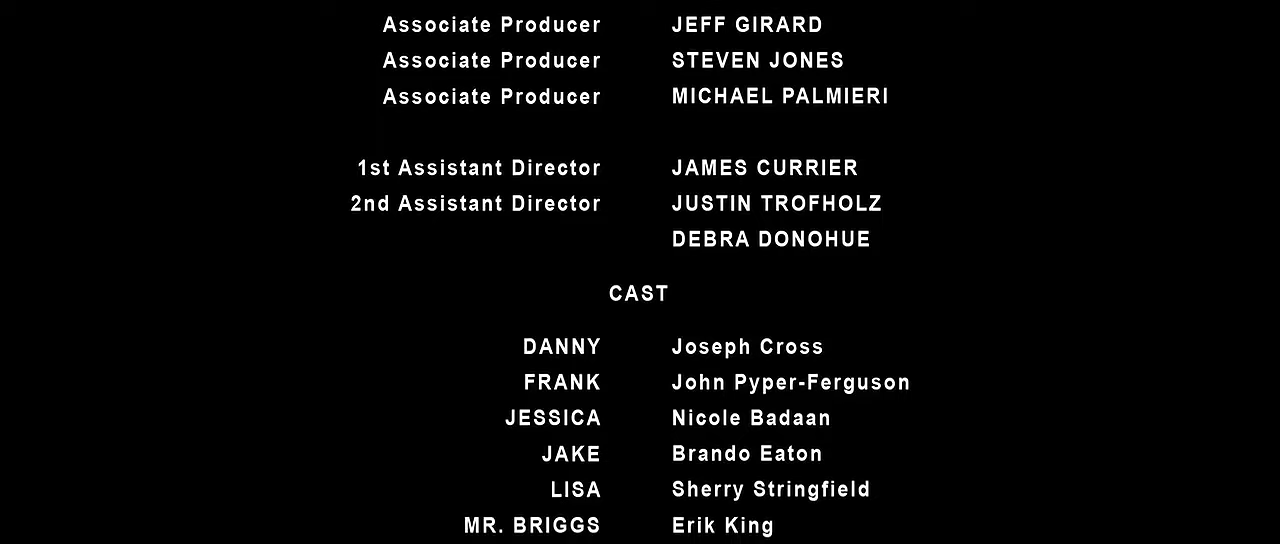 Associate Producer JEFF GIRARD
Associate Producer STEVEN JONES
Associate Producer MICHAEL PALMIERI
1st Assistant Director JAMES CURRIER
2nd Assistant Director JUSTIN TROFHOLZ
DEBRA DONOHUE
CAST
DANNY Joseph Cross
FRANK John Pyper-Ferguson
JESSICA Nicole Badaan
JAKE Brando Eaton
LISA Sherry Stringfield
MR. BRIGGS Erik King